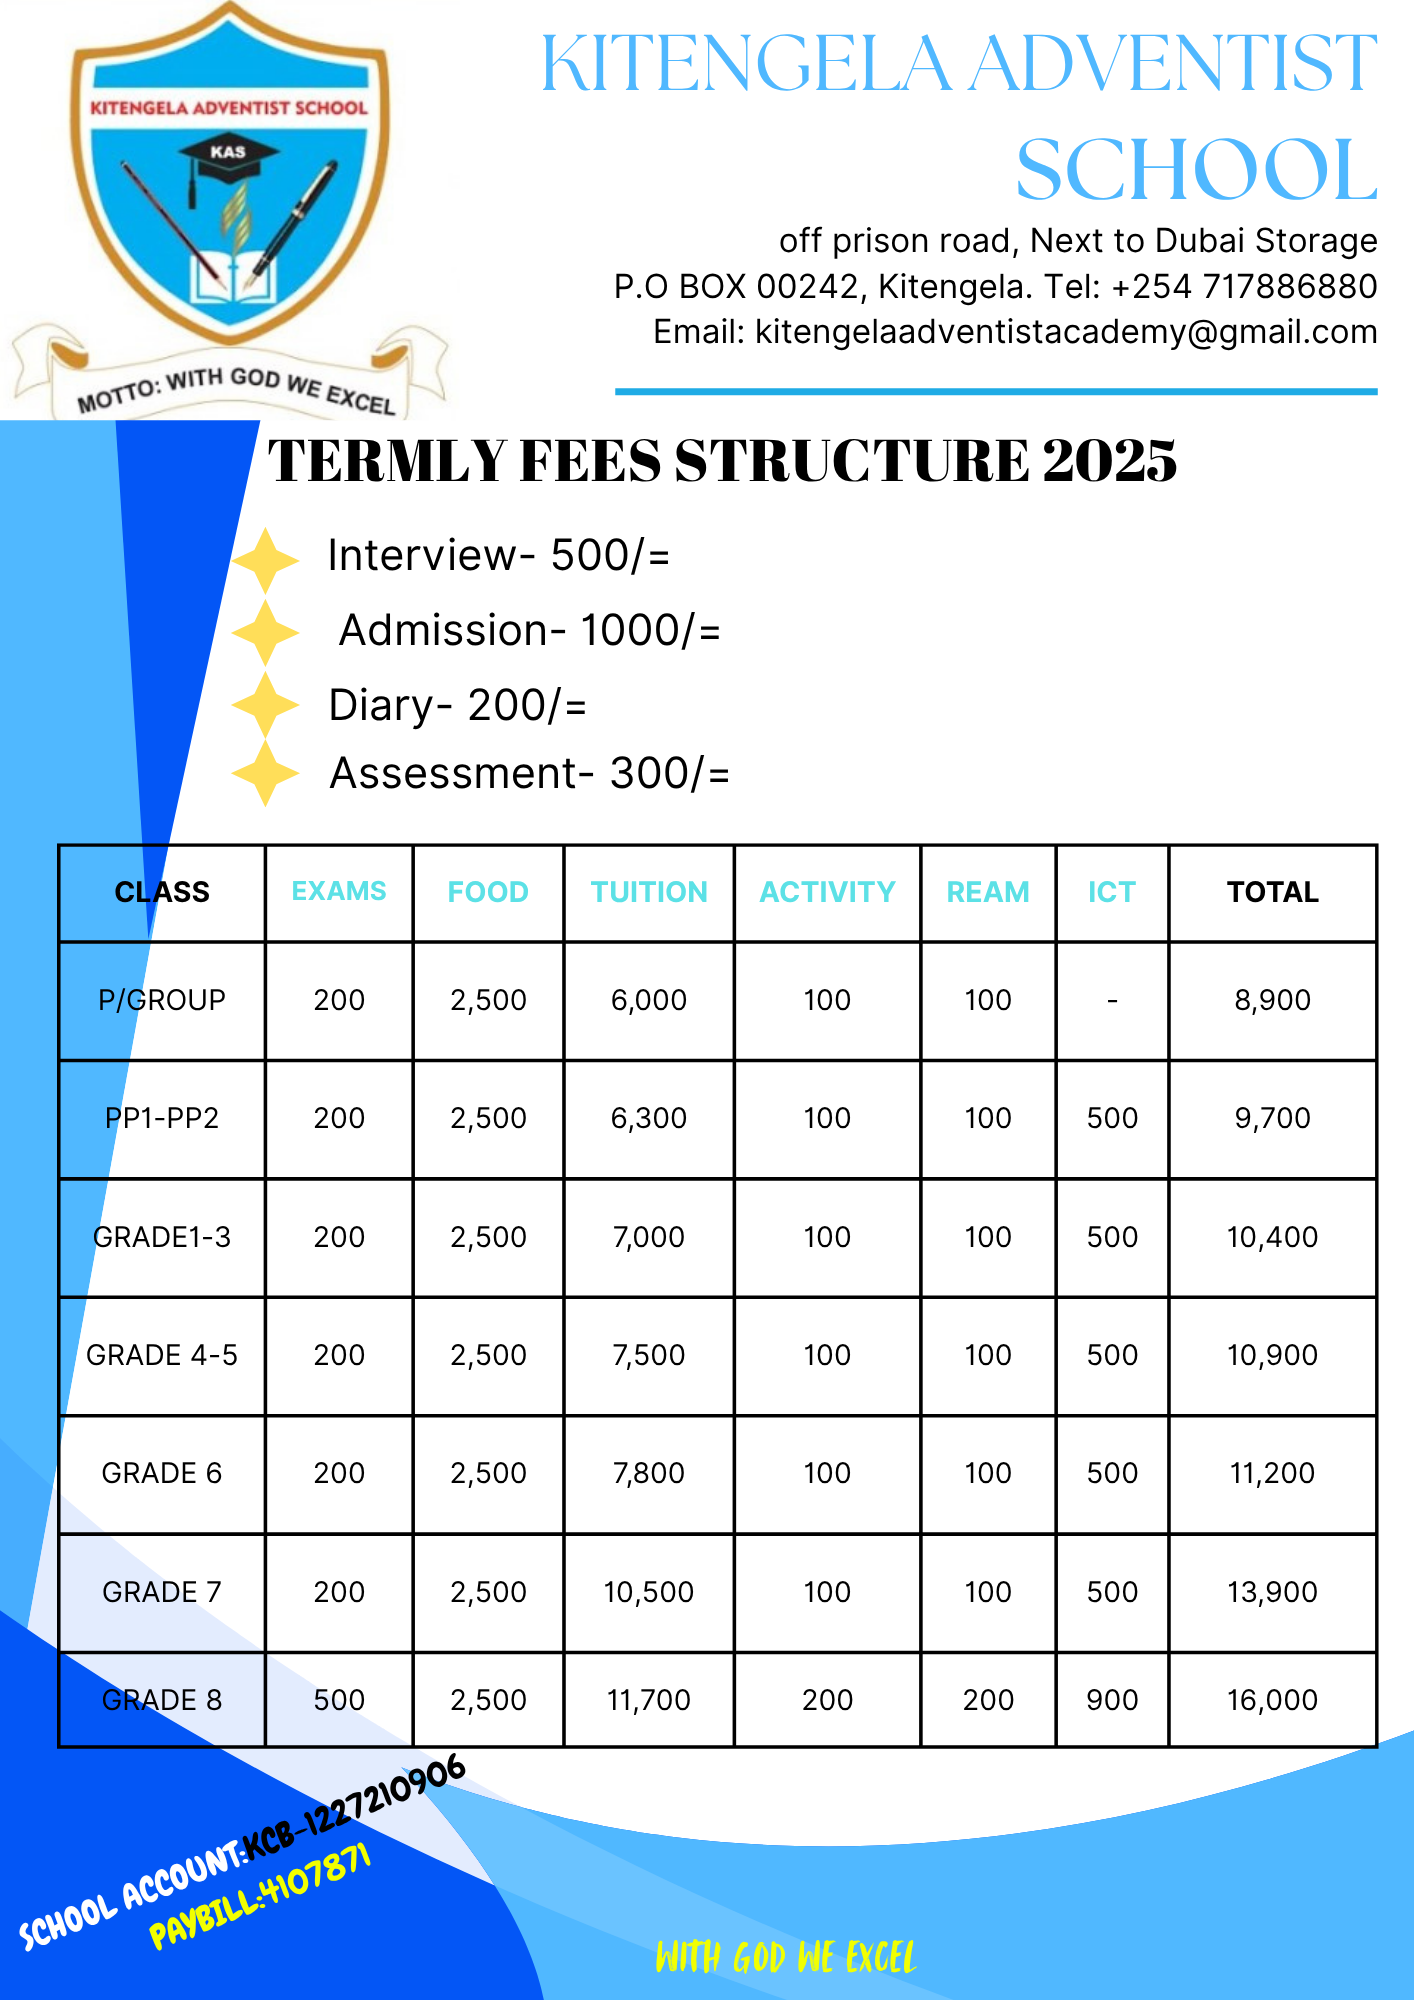 KITENGELA ADVENTIST SCHOOL
KAS
MOTTO: WITH GOD WE EXCEL
KITENGELA ADVENTIST
SCHOOL
off prison road, Next to Dubai Storage
P.O BOX 00242, Kitengela. Tel: +254 717886880
Email: kitengelaadventistacademy@gmail.com
TERMLY FEES STRUCTURE 2025
Interview- 500/=
Admission- 1000/=
Diary- 200/=
Assessment- 300/=
CLASS EXAMS FOOD TUITION ACTIVITY REAM ICT TOTAL
P/GROUP 200 2,500 6,000 100 100 - 8,900
PP1-PP2 200 2,500 6,300 100 100 500 9,700
GRADE1-3 200 2,500 7,000 100 100 500 10,400
GRADE 4-5 200 2,500 7,500 100 100 500 10,900
GRADE 6 200 2,500 7,800 100 100 500 11,200
GRADE 7 200 2,500 10,500 100 100 500 13,900
GRADE 8 500 2,500 11,700 200 200 900 16,000
SCHOOL ACCOUNT:KCB-1227210906
PAYBILL:4107871
WITH GOD WE EXCEL